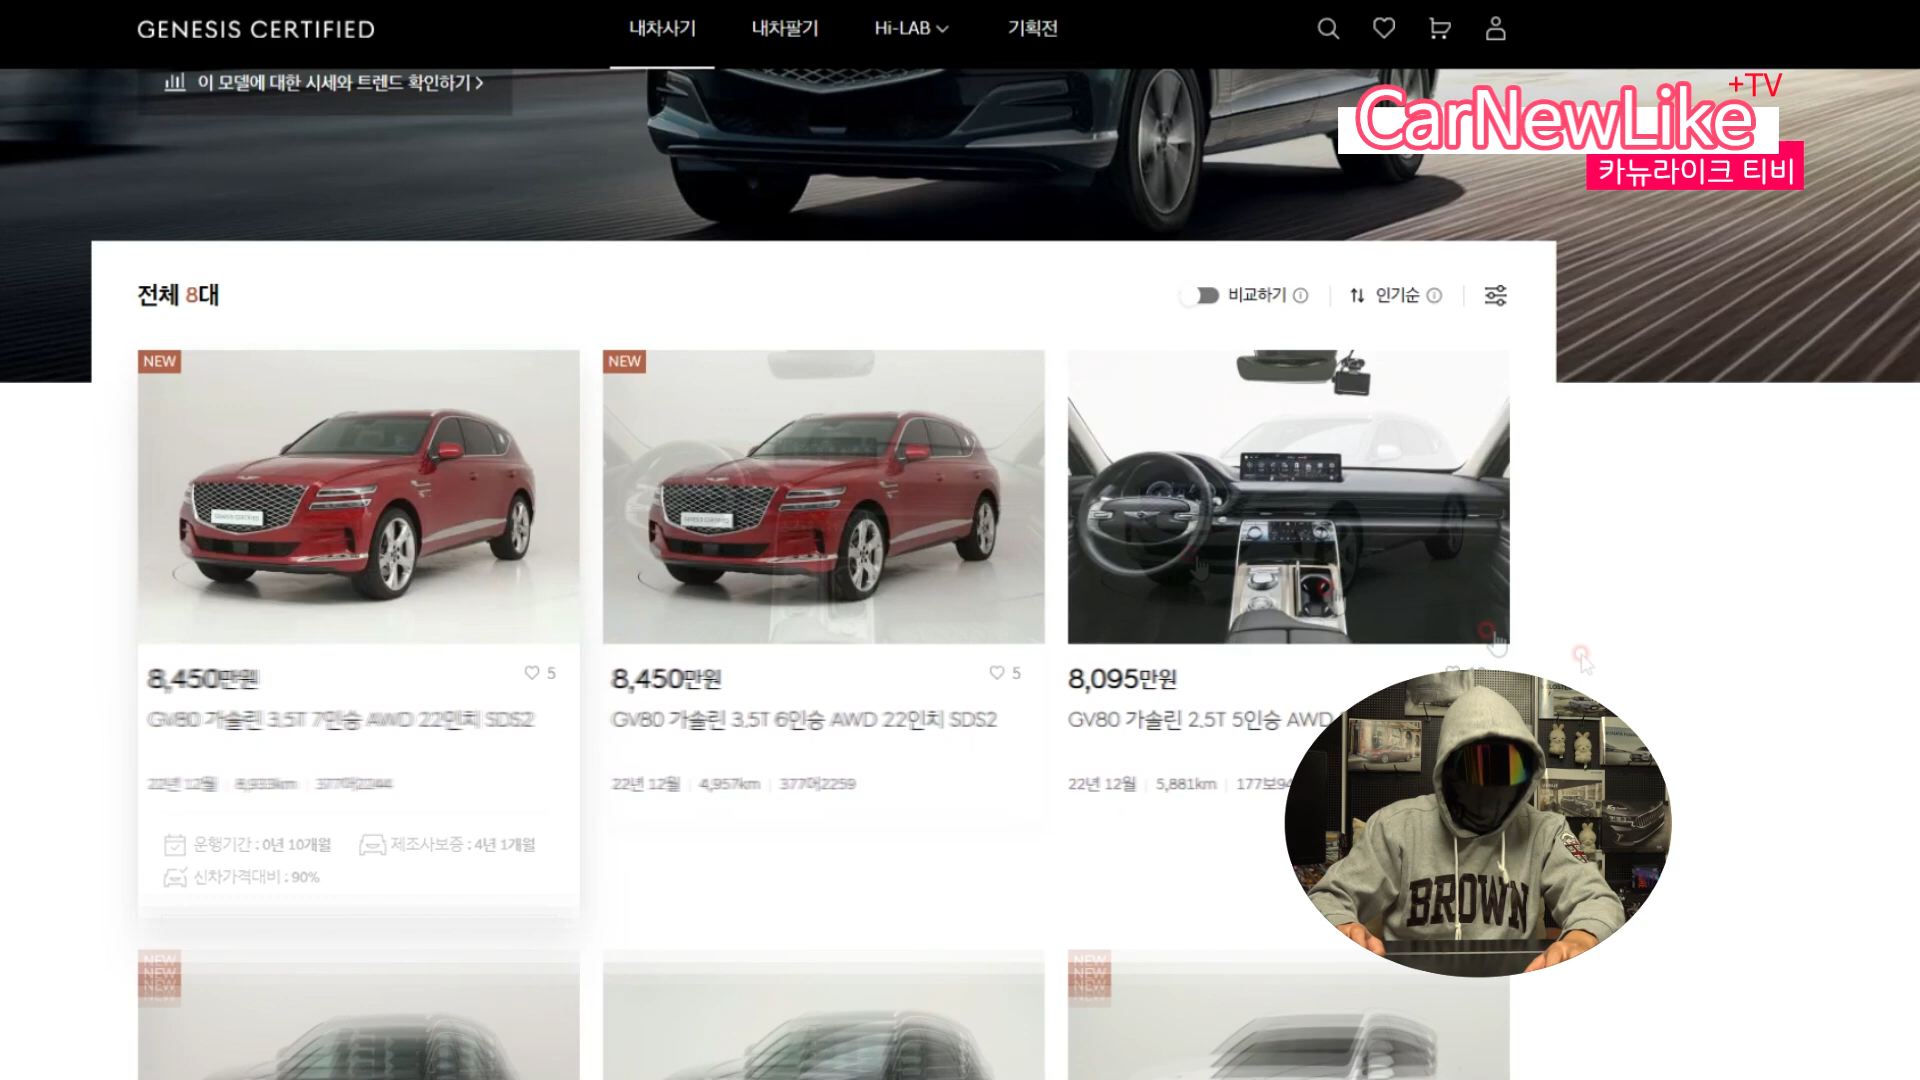 GENESIS CERTIFIED
내차사기
내차팔기
Hi-LAB
기획전
이 모델에 대한 시세와 트렌드 확인하기
+TV
CarNewLike
카뉴라이크 티비
전체 8대
비교하기
인기순
NEW
NEW
8,450만원
5
GV80 가솔린 3.5T 7인승 AWD 22인치 SDS2
22년 12월 8,933km
운행기간 : 0년 10개월
제조사보증 : 4년 1개월
신차가격대비 : 90%
8,450만원
5
GV80 가솔린 3.5T 6인승 AWD 22인치 SDS2
22년 12월 4,957km 377머2259
8,095만원
GV80 가솔린 2.5T 5인승 AWD
22년 12월 5,881km 177보94
BROWN
NEW
NEW